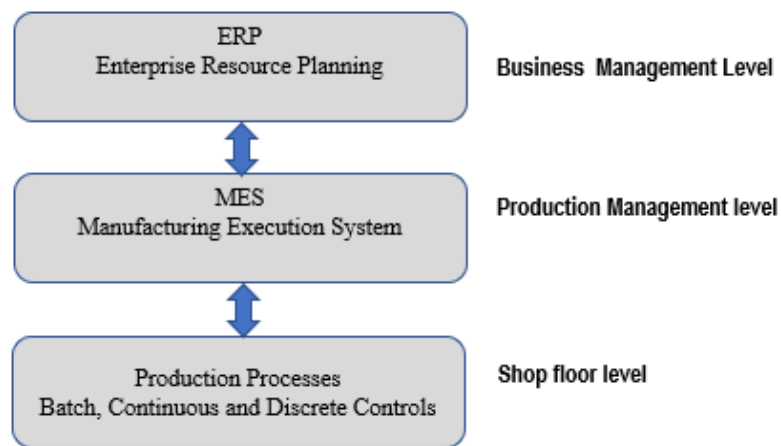 ERP
Enterprise Resource Planning
Business Management Level
MES
Manufacturing Execution System
Production Management level
Production Processes
Batch, Continuous and Discrete Controls
Shop floor level